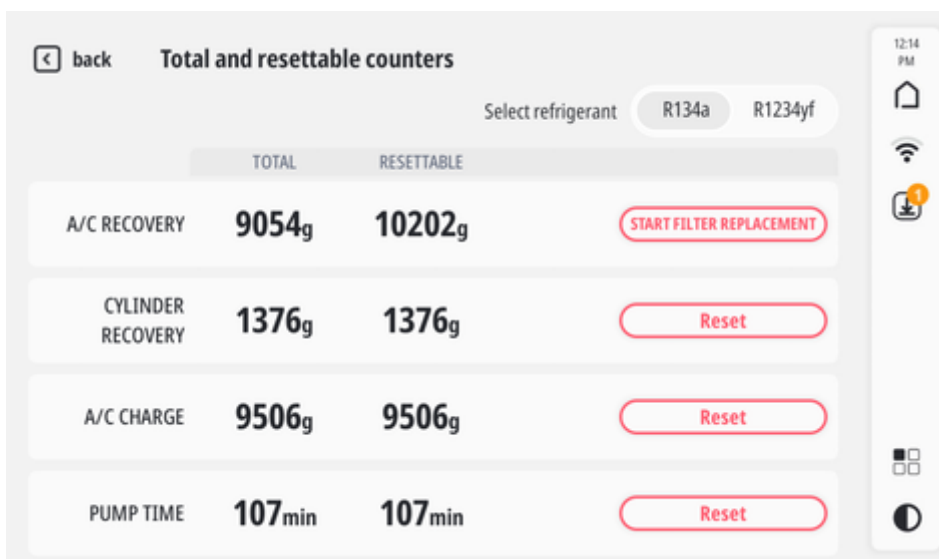 back Total and resettable counters
12:14
PM
Select refrigerant R134a R1234yf
TOTAL RESETTABLE
1
A/C RECOVERY 9054g 10202g START FILTER REPLACEMENT
CYLINDER
RECOVERY 1376g 1376g Reset
A/C CHARGE 9506g 9506g Reset
PUMP TIME 107min 107min Reset